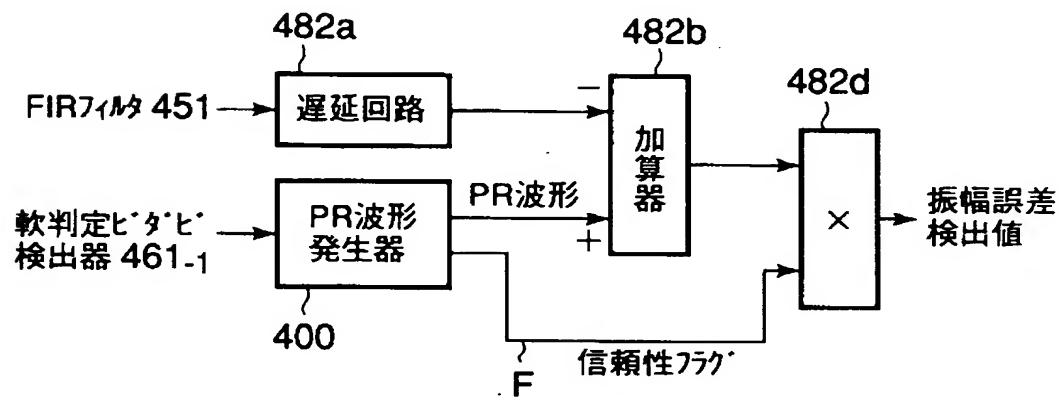 482a
482b
482d
FIRフィルタ 451
遅延回路
−
加算器
軟判定ビタビ
検出器 461-1
PR波形
発生器
PR波形
+
×
振幅誤差
検出値
400
F
信頼性フラグ